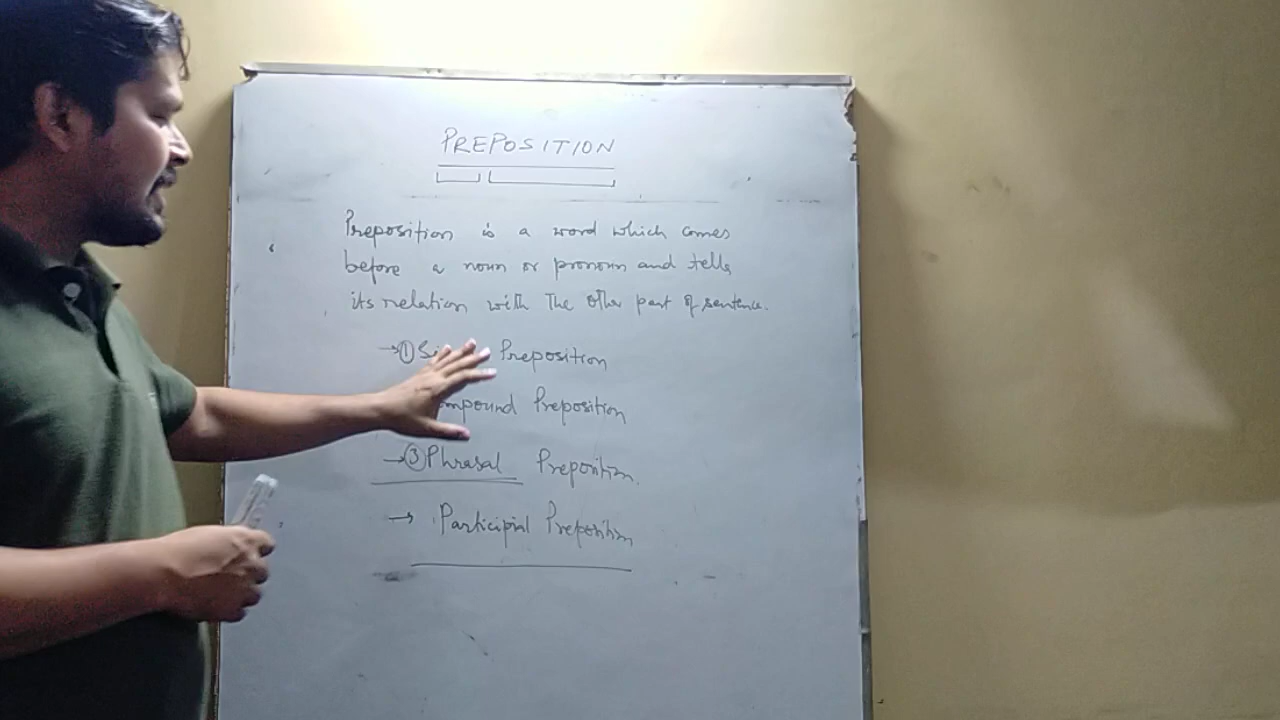 PREPOSITION
Preposition is a word which comes
before a noun or pronoun and tells
its relation with the other part of sentence.
→ ① Preposition
Preposition
→ ③ Phrasal Preposition.
→ Participial Preposition